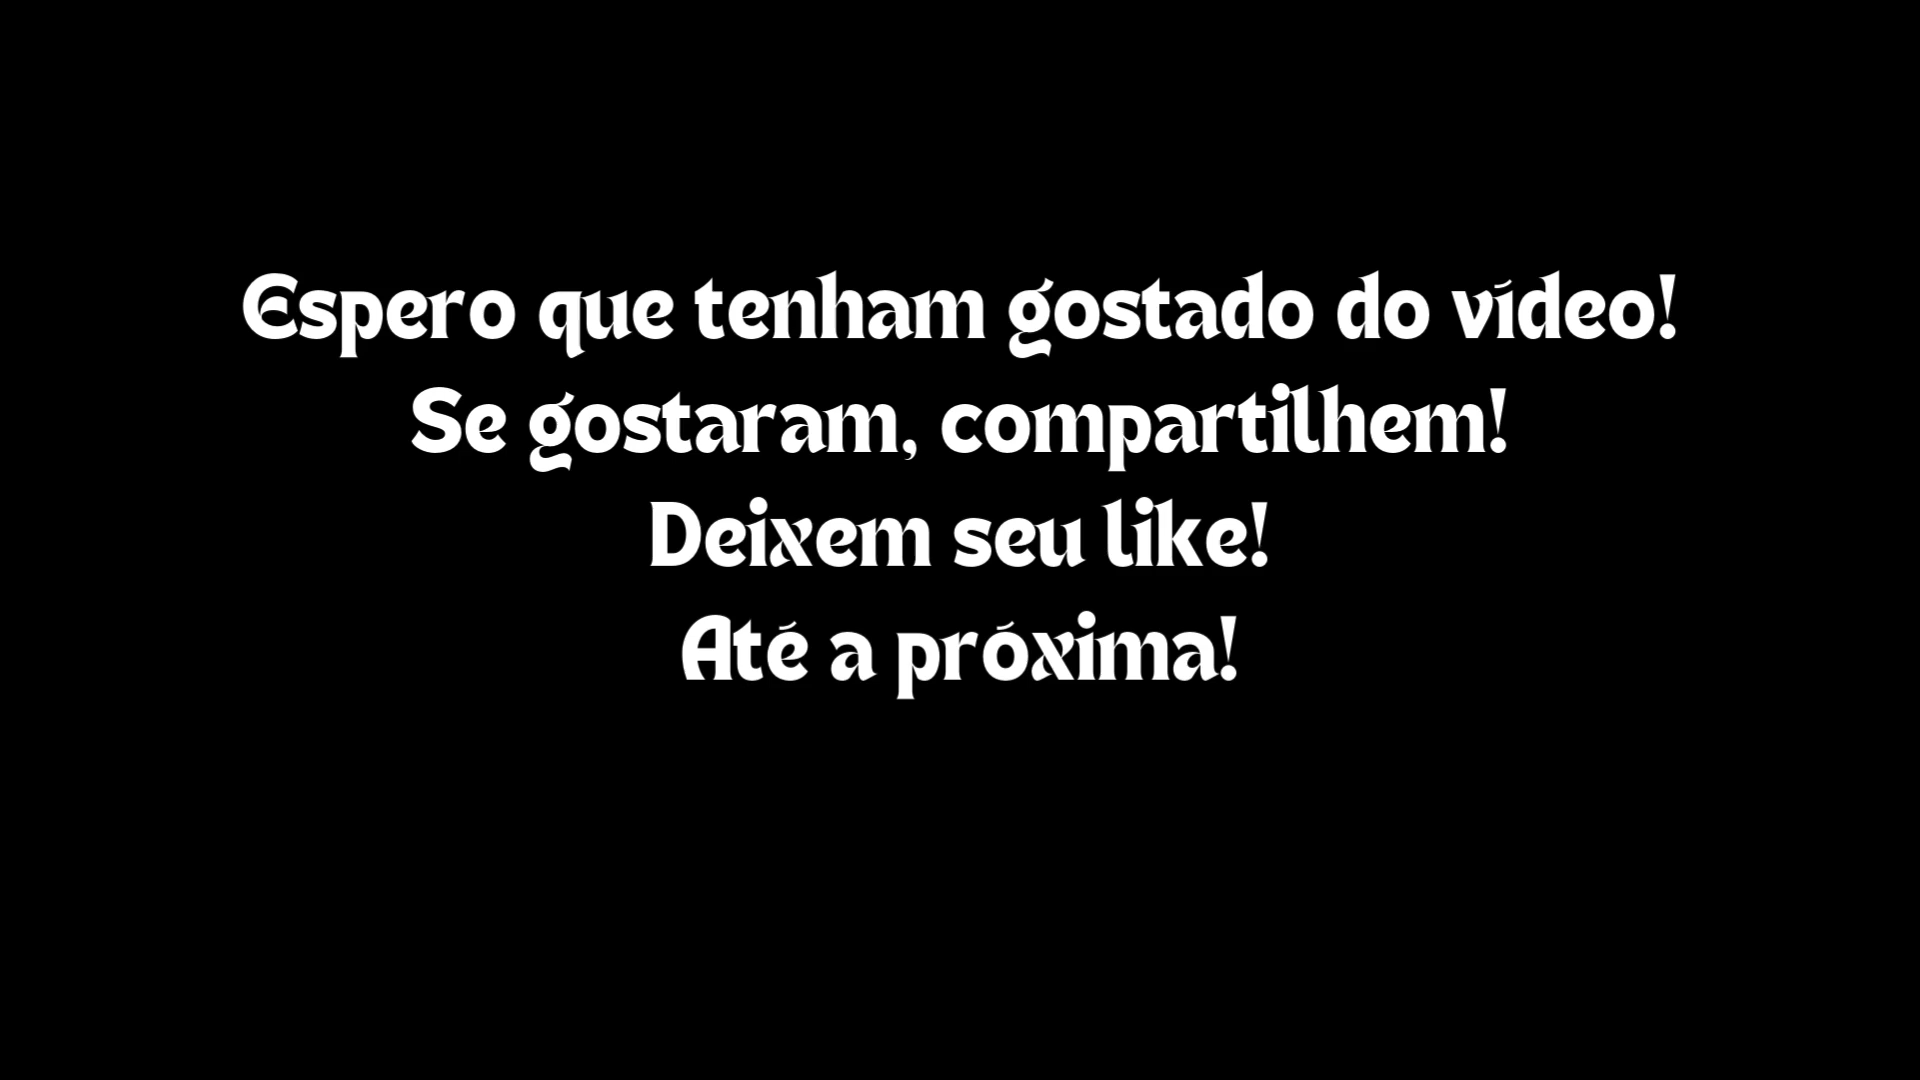 Espero que tenham gostado do vídeo!
Se gostaram, compartilhem!
Deixem seu like!
Até a próxima!